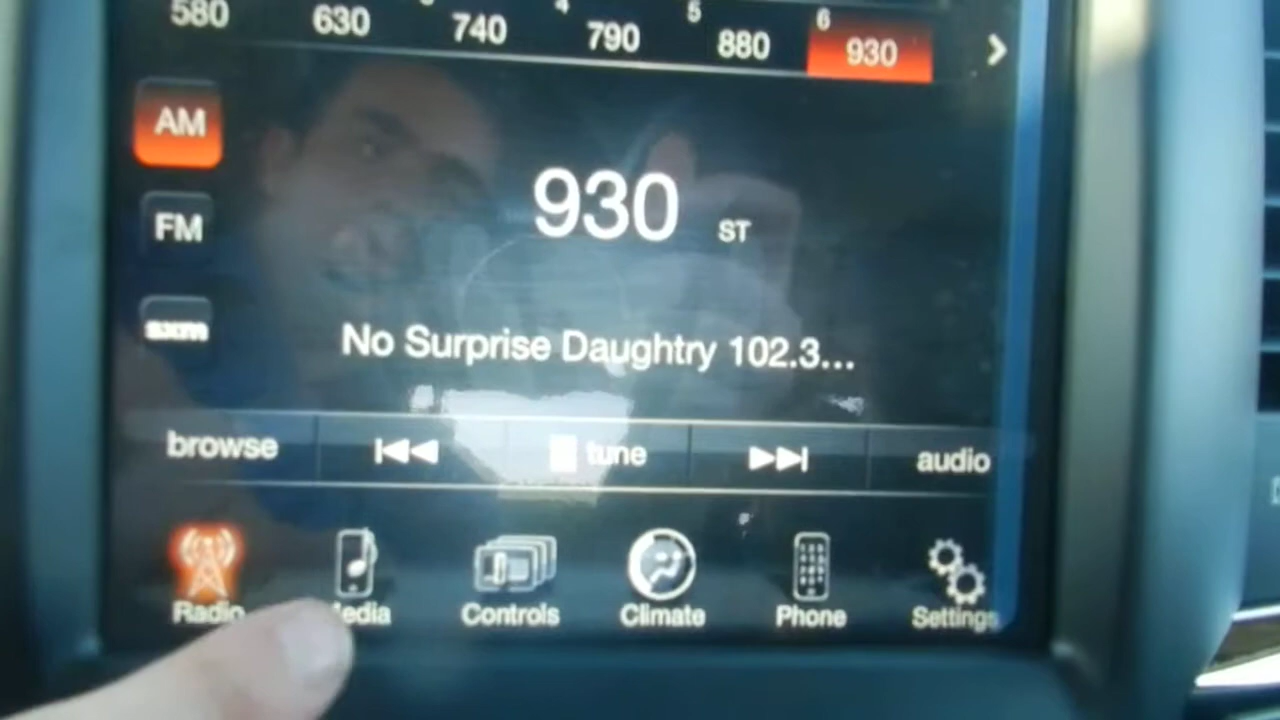 580 630 740 790 880 6 930
AM
930 ST
FM
sxm
No Surprise Daughtry 102.3...
browse tune audio
Radio Media Controls Climate Phone Settings